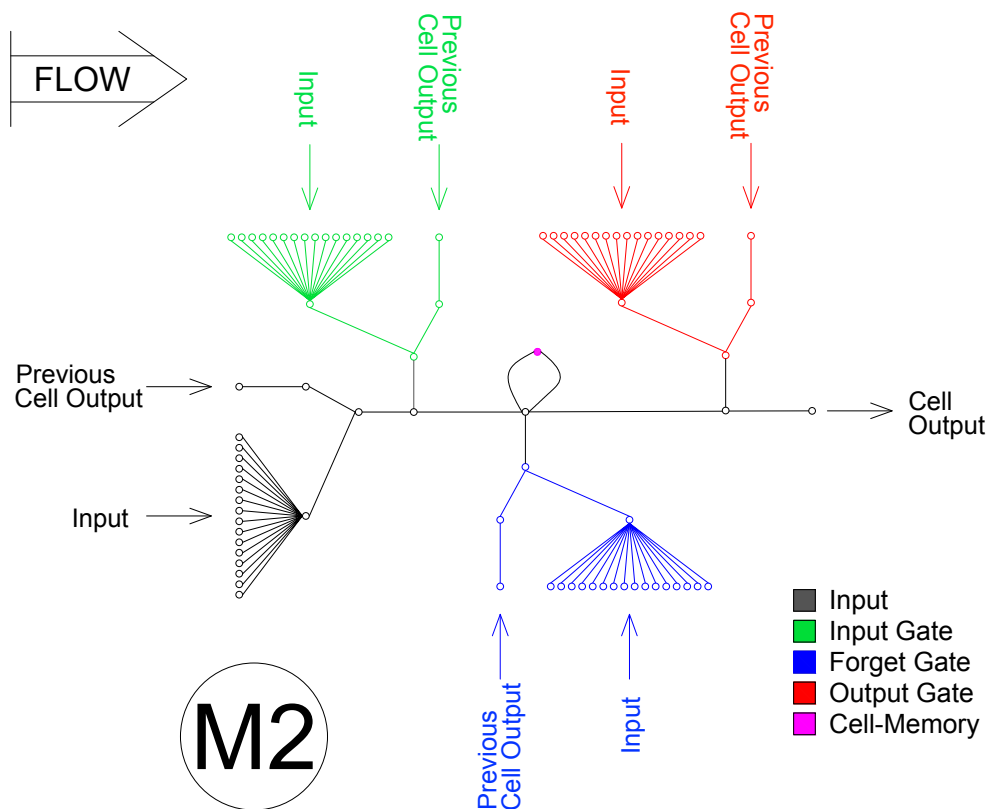 FLOW
Input
Previous
Cell Output
Input
Previous
Cell Output
Previous
Cell Output
Cell
Output
Input
Input
Input Gate
Forget Gate
Output Gate
Cell-Memory
M2
Previous
Cell Output
Input